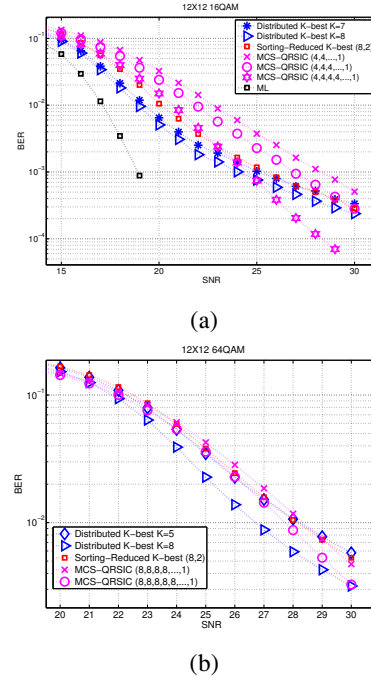 12X12 16QAM
Distributed K-best K=7
Distributed K-best K=8
Sorting-Reduced K-best (8,2)
MCS-QRSIC (4,4,...,1)
MCS-QRSIC (4,4,4,...,1)
MCS-QRSIC (4,4,4,4,...,1)
ML
BER
10⁻¹
10⁻²
10⁻³
10⁻⁴
15 20 25 30
SNR
(a)
12X12 64QAM
BER
10⁻¹
10⁻²
Distributed K-best K=5
Distributed K-best K=8
Sorting-Reduced K-best (8,2)
MCS-QRSIC (8,8,8,8,...,1)
MCS-QRSIC (8,8,8,8,8,...,1)
20 21 22 23 24 25 26 27 28 29 30
SNR
(b)